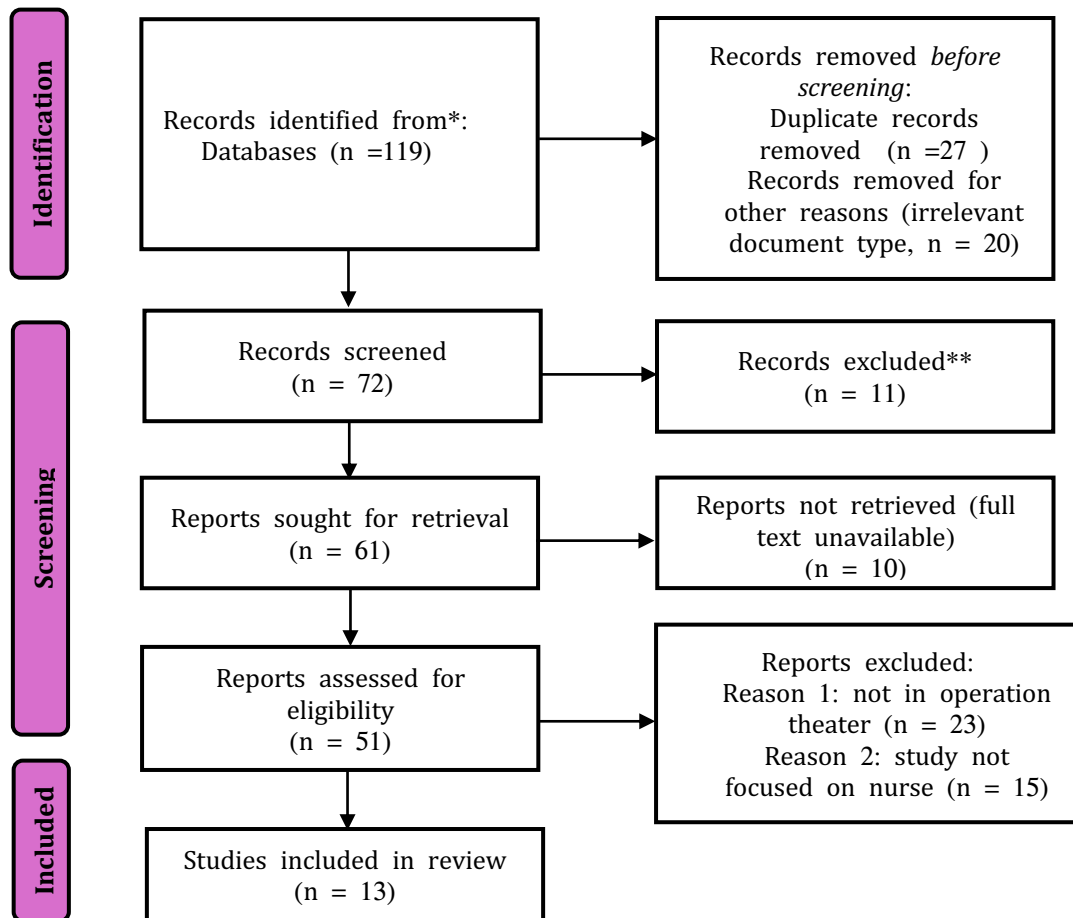 Identification
Records identified from*:
Databases (n =119)
Records removed before
screening:
Duplicate records
removed (n =27 )
Records removed for
other reasons (irrelevant
document type, n = 20)
Screening
Records screened
(n = 72)
Records excluded**
(n = 11)
Reports sought for retrieval
(n = 61)
Reports not retrieved (full
text unavailable)
(n = 10)
Reports assessed for
eligibility
(n = 51)
Reports excluded:
Reason 1: not in operation
theater (n = 23)
Reason 2: study not
focused on nurse (n = 15)
Included
Studies included in review
(n = 13)